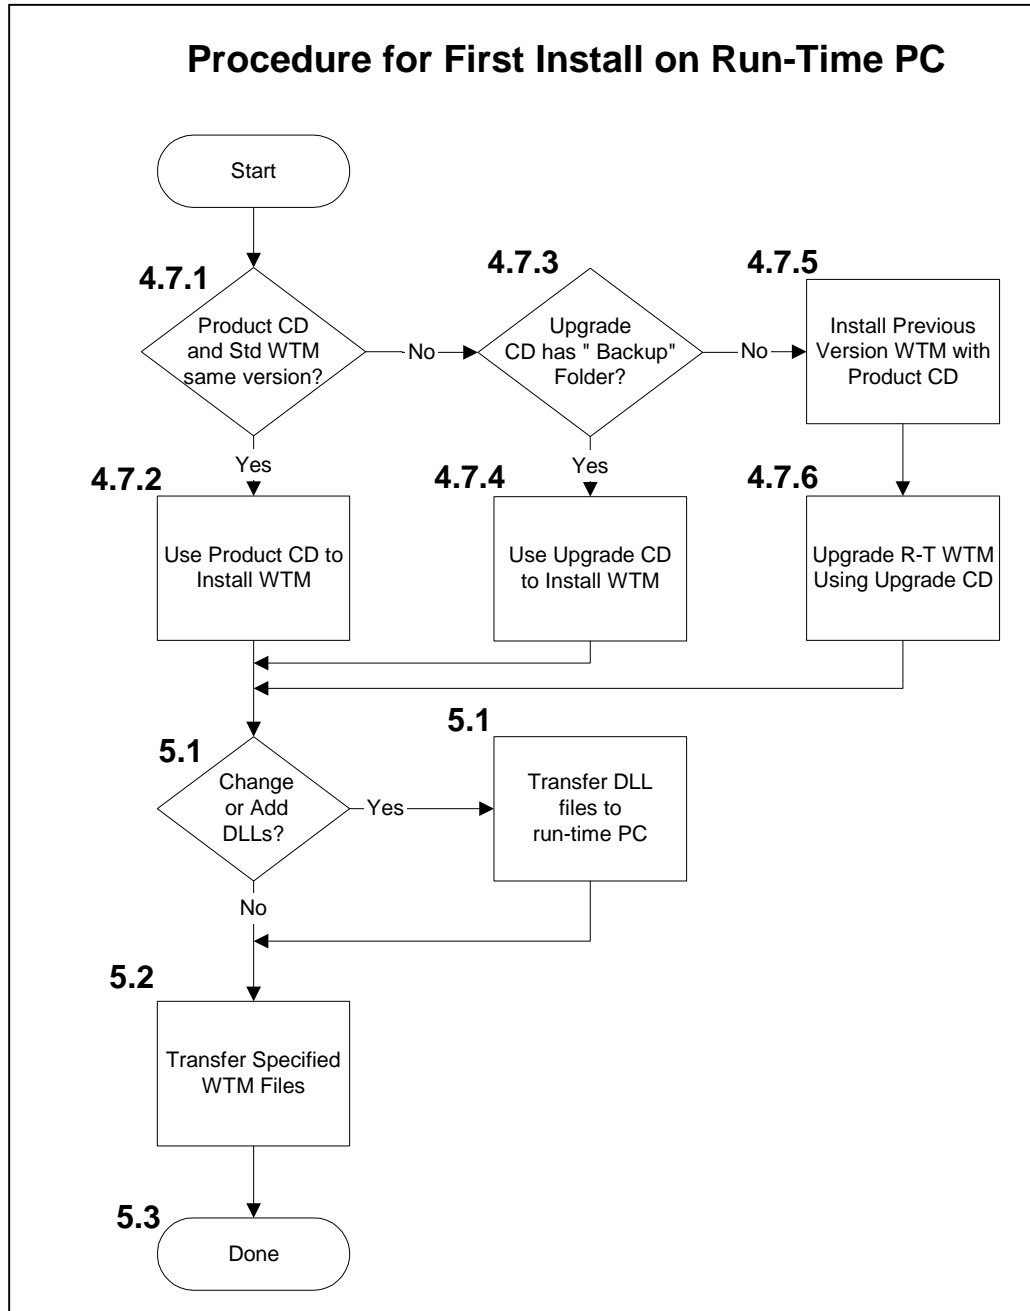 Procedure for First Install on Run-Time PC
Start
4.7.1
Product CD
and Std WTM
same version?
No
4.7.3
Upgrade
CD has " Backup"
Folder?
No
4.7.5
Install Previous
Version WTM with
Product CD
Yes
4.7.2
Use Product CD to
Install WTM
Yes
4.7.4
Use Upgrade CD
to Install WTM
4.7.6
Upgrade R-T WTM
Using Upgrade CD
5.1
Change
or Add
DLLs?
Yes
5.1
Transfer DLL
files to
run-time PC
No
5.2
Transfer Specified
WTM Files
5.3
Done